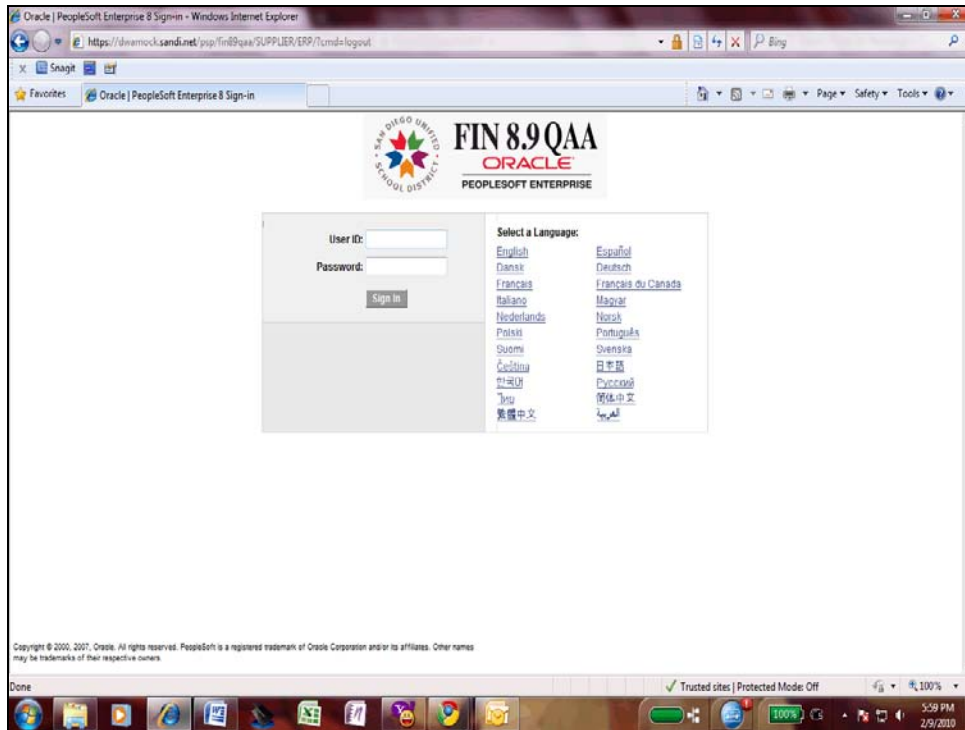 Oracle | PeopleSoft Enterprise 8 Sign-in - Windows Internet Explorer
https://dwarnock.sandi.net/psp/fin89qaa/SUPPLIER/ERP/?cmd=logout
Bing
X Snagit
Favorites
Oracle | PeopleSoft Enterprise 8 Sign-in
Page Safety Tools
SAN DIEGO UNIFIED
SCHOOL DISTRICT
FIN 8.9 QAA
ORACLE
PEOPLESOFT ENTERPRISE
User ID:
Password:
Sign In
Select a Language:
English Español
Dansk Deutsch
Français Français du Canada
Italiano Magyar
Nederlands Norsk
Polski Português
Suomi Svenska
Čeština 日本語
한국어 Русский
ไทย 简体中文
繁體中文 العربية
Copyright © 2000, 2007, Oracle. All rights reserved. PeopleSoft is a registered trademark of Oracle Corporation and/or its affiliates. Other names
may be trademarks of their respective owners.
Done
Trusted sites | Protected Mode: Off
100%
100%
5:59 PM
2/9/2010